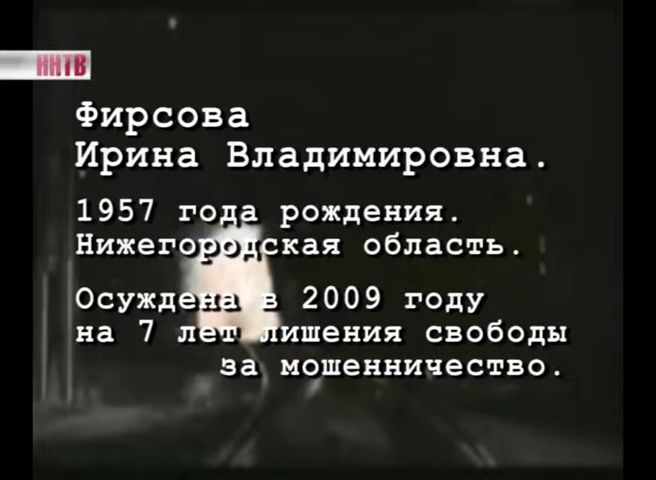 ННТВ
Фирсова
Ирина Владимировна.
1957 года рождения.
Нижегородская область.
Осуждена в 2009 году
на 7 лет лишения свободы
за мошенничество.